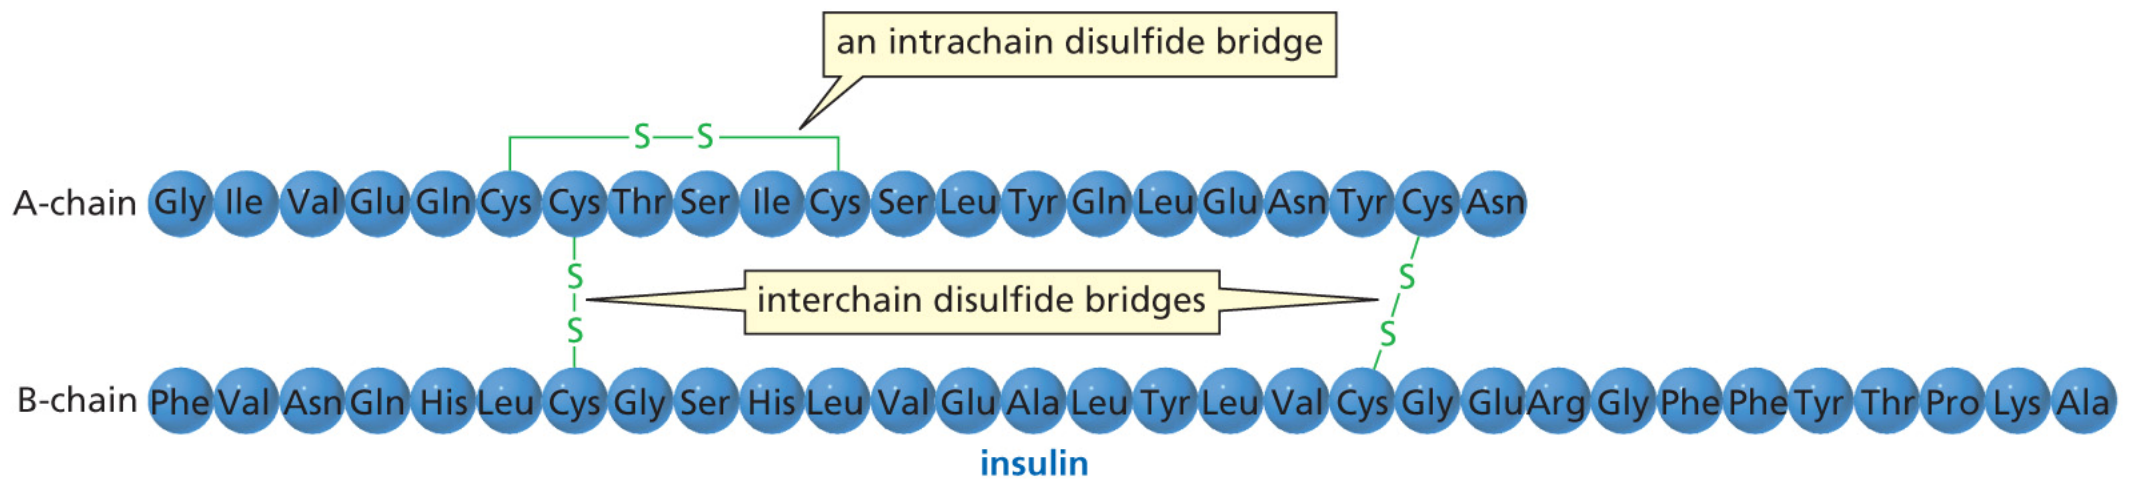 an intrachain disulfide bridge
S S
A-chain Gly Ile Val Glu Gln Cys Cys Thr Ser Ile Cys Ser Leu Tyr Gln Leu Glu Asn Tyr Cys Asn
S S
interchain disulfide bridges
S S
B-chain Phe Val Asn Gln His Leu Cys Gly Ser His Leu Val Glu Ala Leu Tyr Leu Val Cys Gly Glu Arg Gly Phe Phe Tyr Thr Pro Lys Ala
insulin